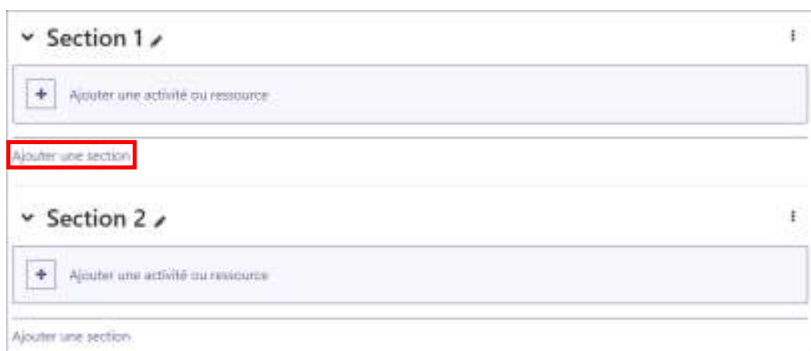 Section 1
Ajouter une activité ou ressource
Ajouter une section
Section 2
Ajouter une activité ou ressource
Ajouter une section